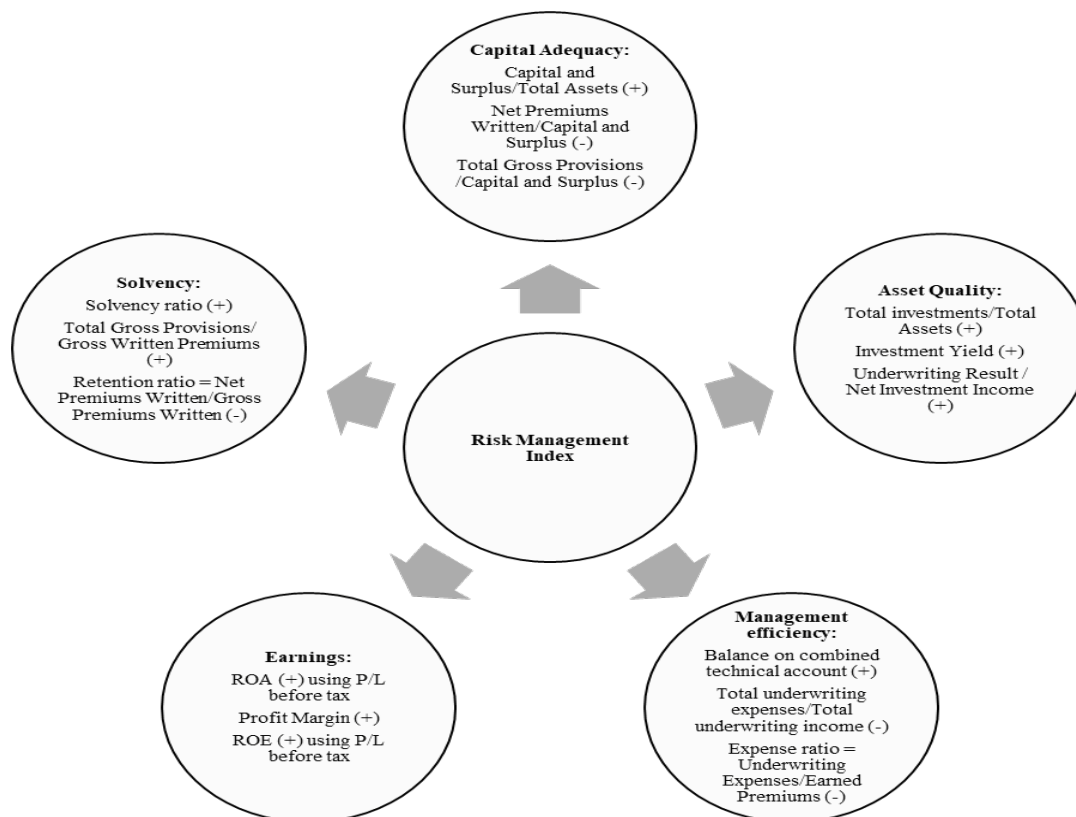 Capital Adequacy:
Capital and
Surplus/Total Assets (+)
Net Premiums
Written/Capital and
Surplus (-)
Total Gross Provisions
/Capital and Surplus (-)
Solvency:
Solvency ratio (+)
Total Gross Provisions/
Gross Written Premiums
(+)
Retention ratio = Net
Premiums Written/Gross
Premiums Written (-)
Asset Quality:
Total investments/Total
Assets (+)
Investment Yield (+)
Underwriting Result /
Net Investment Income
(+)
Risk Management
Index
Earnings:
ROA (+) using P/L
before tax
Profit Margin (+)
ROE (+) using P/L
before tax
Management
efficiency:
Balance on combined
technical account (+)
Total underwriting
expenses/Total
underwriting income (-)
Expense ratio =
Underwriting
Expenses/Earned
Premiums (-)